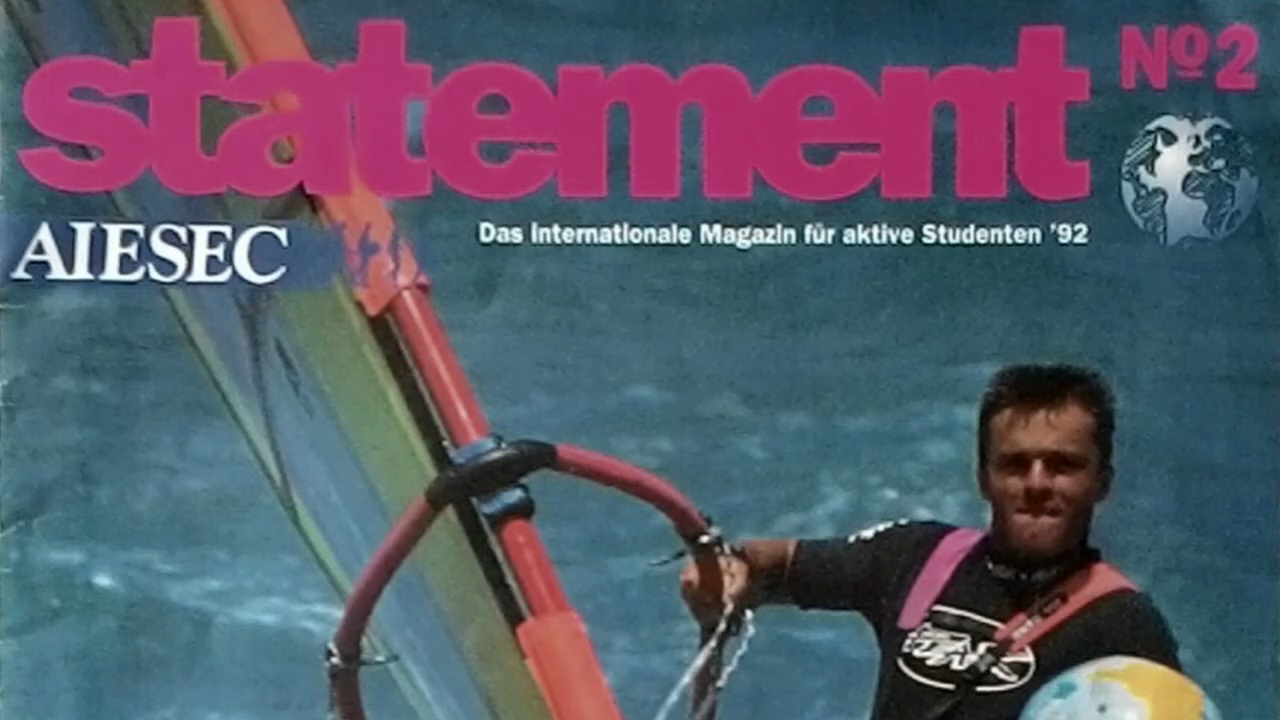 statement
Nº2
AIESEC
Das Internationale Magazin für aktive Studenten '92